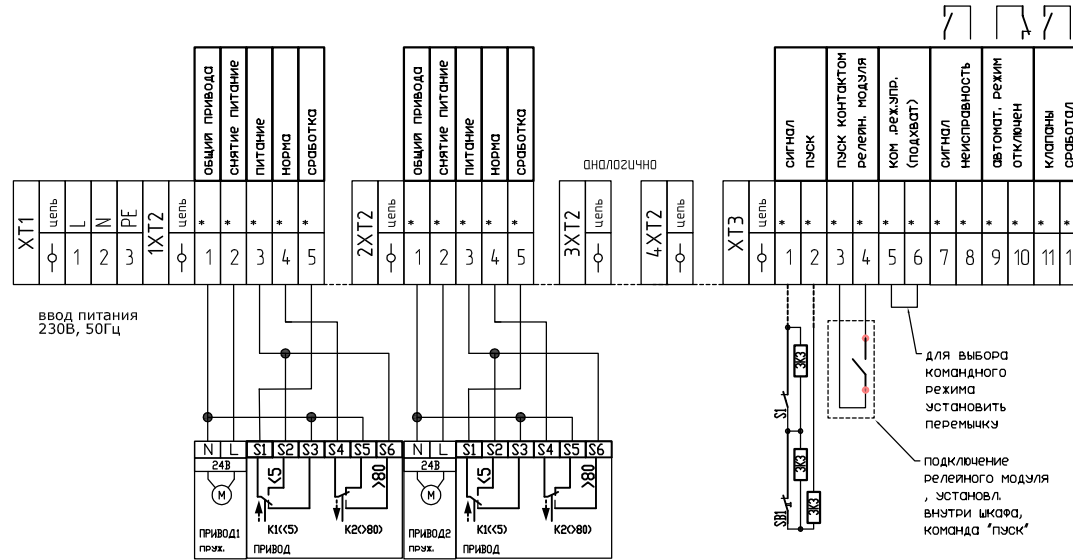 общий привода
снятие питание
питание
норма
сработка
общий привода
снятие питание
питание
норма
сработка
аналогично
сигнал
пуск
пуск контактом
релейн. модуля
ком .реж.упр.
(подхват)
сигнал
неисправность
автомат. режим
отключен
клапаны
сработал
XT1
цепь
L
N
PE
1XT2
цепь
*
*
*
*
*
2XT2
цепь
*
*
*
*
*
3XT2
цепь
4XT2
цепь
XT3
цепь
*
*
*
*
*
*
*
*
*
*
*
1
2
3
1
2
3
4
5
1
2
3
4
5
1
2
3
4
5
6
7
8
9
10
11
ввод питания
230В, 50Гц
N
L
S1
S2
S3
S4
S5
S6
24В
М
ПРИВОД1
ПРУЖ.
<5
K1(<5)
>80
K2(>80)
ПРИВОД
N
L
S1
S2
S3
S4
S5
S6
24В
М
ПРИВОД2
ПРУЖ.
<5
K1(<5)
>80
K2(>80)
ПРИВОД
ЭКЗ
S1
ЭКЗ
SB1
ЭКЗ
для выбора
командного
режима
установить
перемычку
подключение
релейного модуля
, установл.
внутри шкафа,
команда "ПУСК"